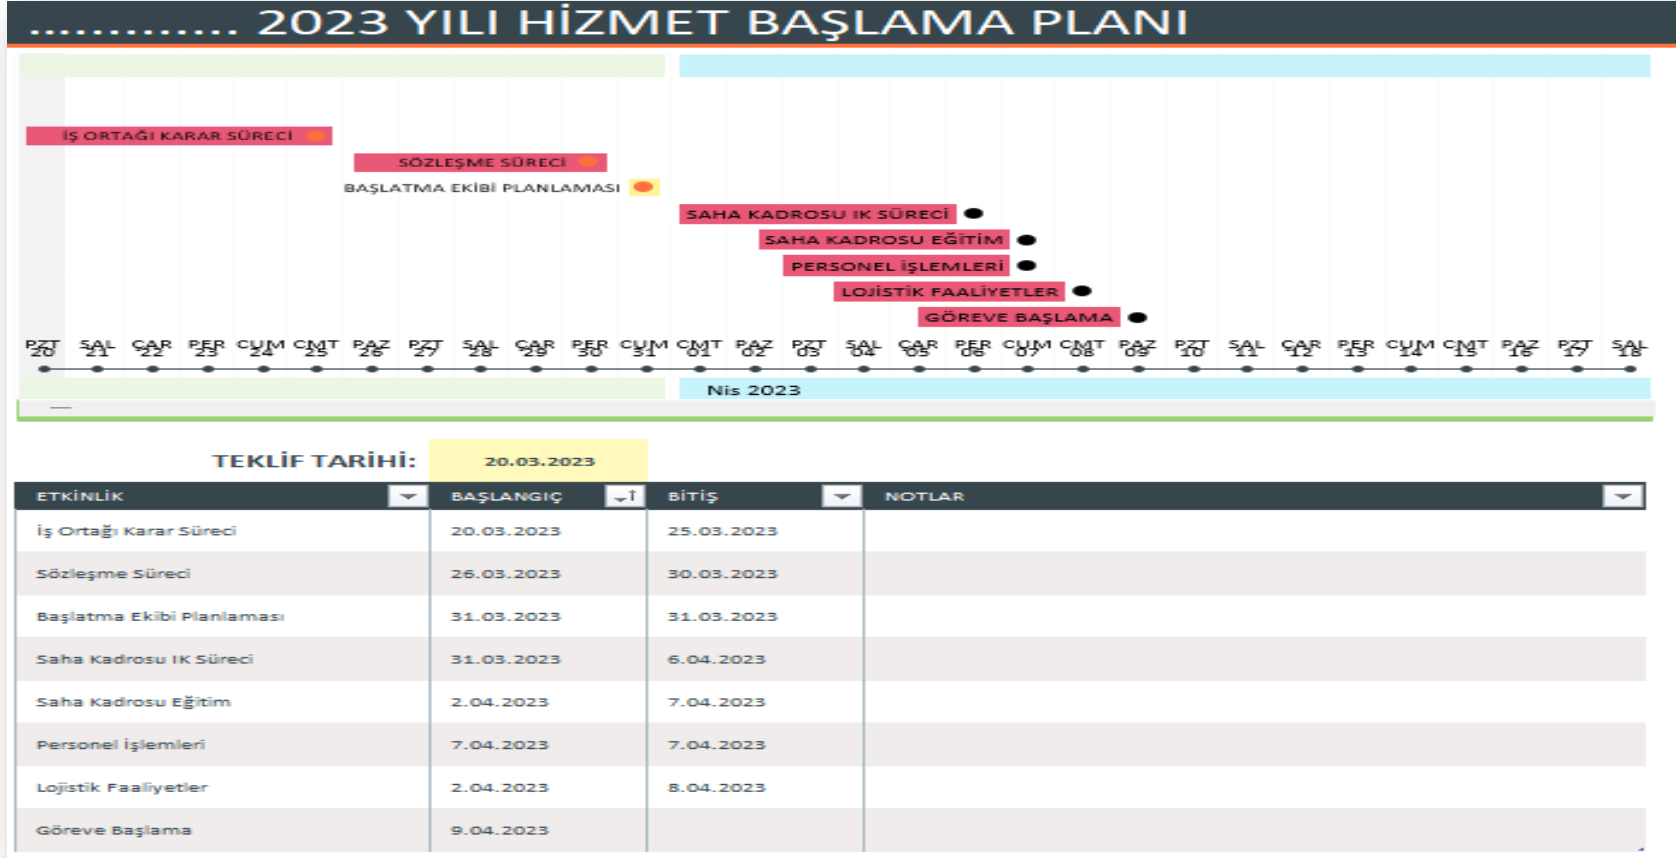 ............. 2023 YILI HİZMET BAŞLAMA PLANI
İŞ ORTAĞI KARAR SÜRECİ
SÖZLEŞME SÜRECİ
BAŞLATMA EKİBİ PLANLAMASI
SAHA KADROSU IK SÜRECİ
SAHA KADROSU EĞİTİM
PERSONEL İŞLEMLERİ
LOJİSTİK FAALİYETLER
GÖREVE BAŞLAMA
PZT SAL ÇAR PER CUM CMT PAZ PZT SAL ÇAR PER CUM CMT PAZ PZT SAL ÇAR PER CUM CMT PAZ PZT SAL ÇAR PER CUM CMT PAZ PZT SAL
20 21 22 23 24 25 26 27 28 29 30 31 01 02 03 04 05 06 07 08 09 10 11 12 13 14 15 16 17 18
Nis 2023
TEKLİF TARİHİ: 20.03.2023
ETKİNLİK BAŞLANGIÇ BİTİŞ NOTLAR
İş Ortağı Karar Süreci 20.03.2023 25.03.2023
Sözleşme Süreci 26.03.2023 30.03.2023
Başlatma Ekibi Planlaması 31.03.2023 31.03.2023
Saha Kadrosu IK Süreci 31.03.2023 6.04.2023
Saha Kadrosu Eğitim 2.04.2023 7.04.2023
Personel İşlemleri 7.04.2023 7.04.2023
Lojistik Faaliyetler 2.04.2023 8.04.2023
Göreve Başlama 9.04.2023